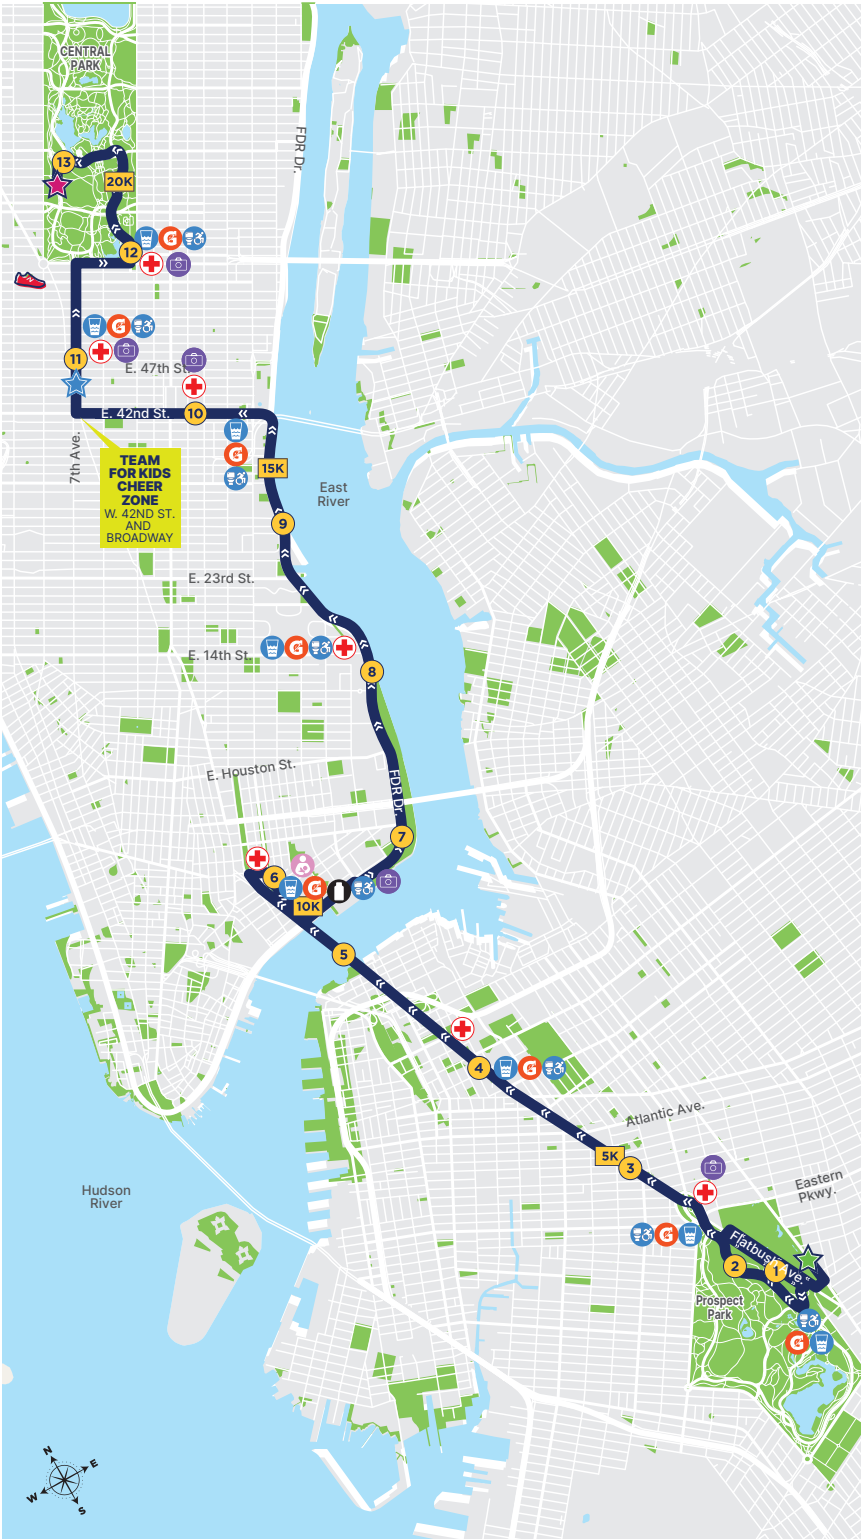 CENTRAL
PARK
FDR Dr.
13
20K
12
11
E. 47th St.
E. 42nd St.
10
7th Ave.
TEAM
FOR KIDS
CHEER
ZONE
W. 42ND ST.
AND
BROADWAY
15K
East
River
9
E. 23rd St.
E. 14th St.
8
E. Houston St.
FDR Dr.
7
6
10K
5
4
Atlantic Ave.
5K
3
Eastern
Pkwy.
Hudson
River
Flatbush Ave.
2
1
Prospect
Park
N
E
W
S